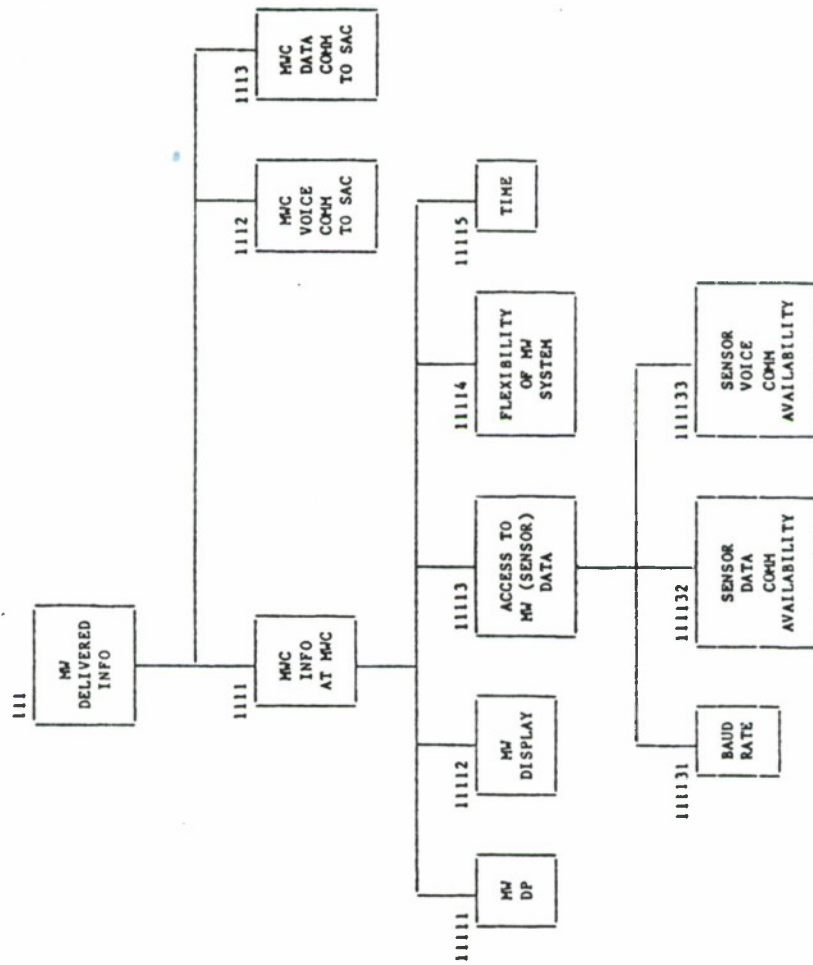 111
MW
DELIVERED
INFO
1111
MWC
INFO
AT MWC
1112
MWC
VOICE
COMM
TO SAC
1113
MWC
DATA
COMM
TO SAC
11111
MW
DP
11112
MW
DISPLAY
11113
ACCESS TO
MW (SENSOR)
DATA
11114
FLEXIBILITY
OF MW
SYSTEM
11115
TIME
111131
BAUD
RATE
111132
SENSOR
DATA
COMM
AVAILABILITY
111133
SENSOR
VOICE
COMM
AVAILABILITY